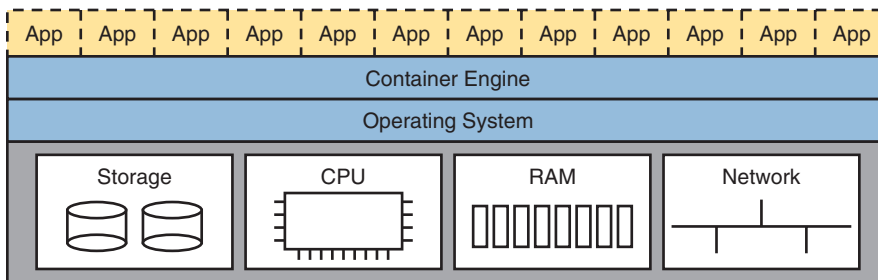 App App App App App App App App App App App App
Container Engine
Operating System
Storage CPU RAM Network